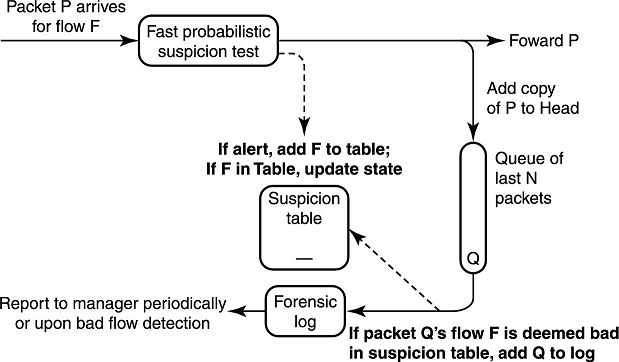 Packet P arrives
for flow F
Fast probabilistic
suspicion test
Foward P
Add copy
of P to Head
If alert, add F to table;
If F in Table, update state
Queue of
last N
packets
Suspicion
table
Q
Report to manager periodically
or upon bad flow detection
Forensic
log
If packet Q's flow F is deemed bad
in suspicion table, add Q to log